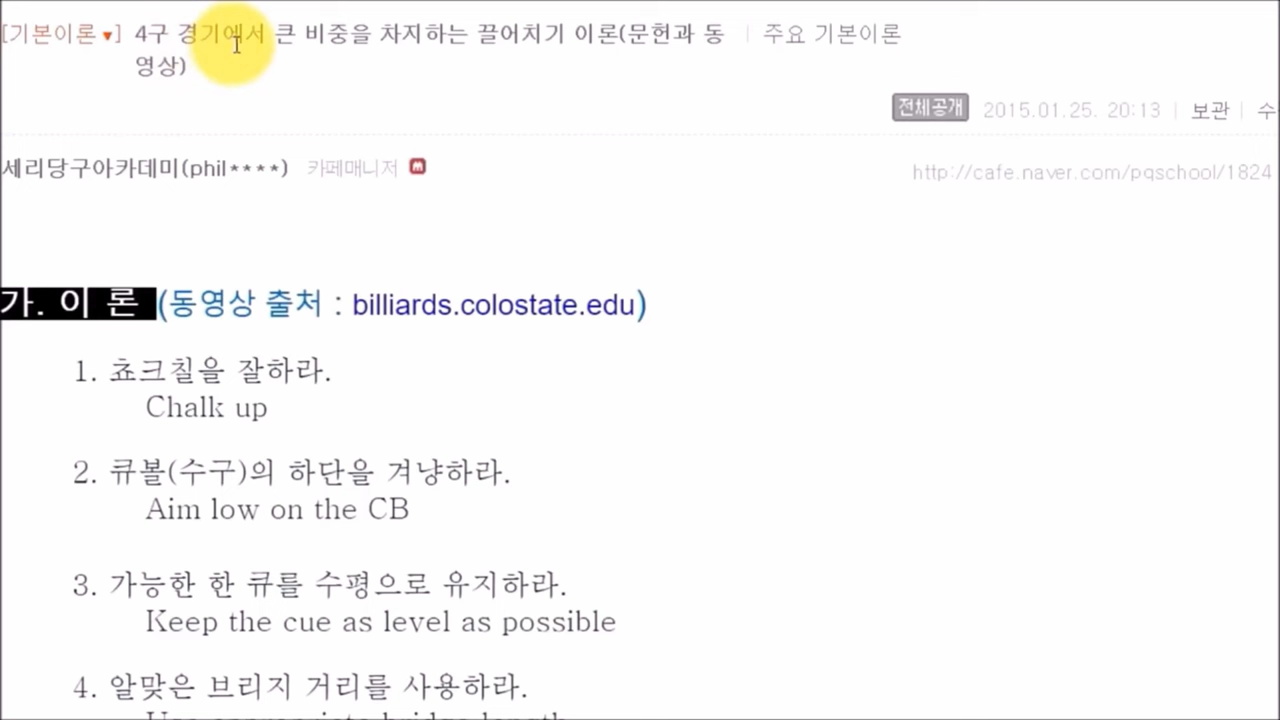 [기본이론▼] 4구 경기에서 큰 비중을 차지하는 끌어치기 이론(문헌과 동 | 주요 기본이론
영상)
전체공개 2015.01.25. 20:13 | 보관 | 수
세리당구아카데미(phil****) 카페매니저
http://cafe.naver.com/pqschool/1824
가. 이 론 (동영상 출처 : billiards.colostate.edu)
1. 쵸크칠을 잘하라.
Chalk up
2. 큐볼(수구)의 하단을 겨냥하라.
Aim low on the CB
3. 가능한 한 큐를 수평으로 유지하라.
Keep the cue as level as possible
4. 알맞은 브리지 거리를 사용하라.
Use appropriate bridge length